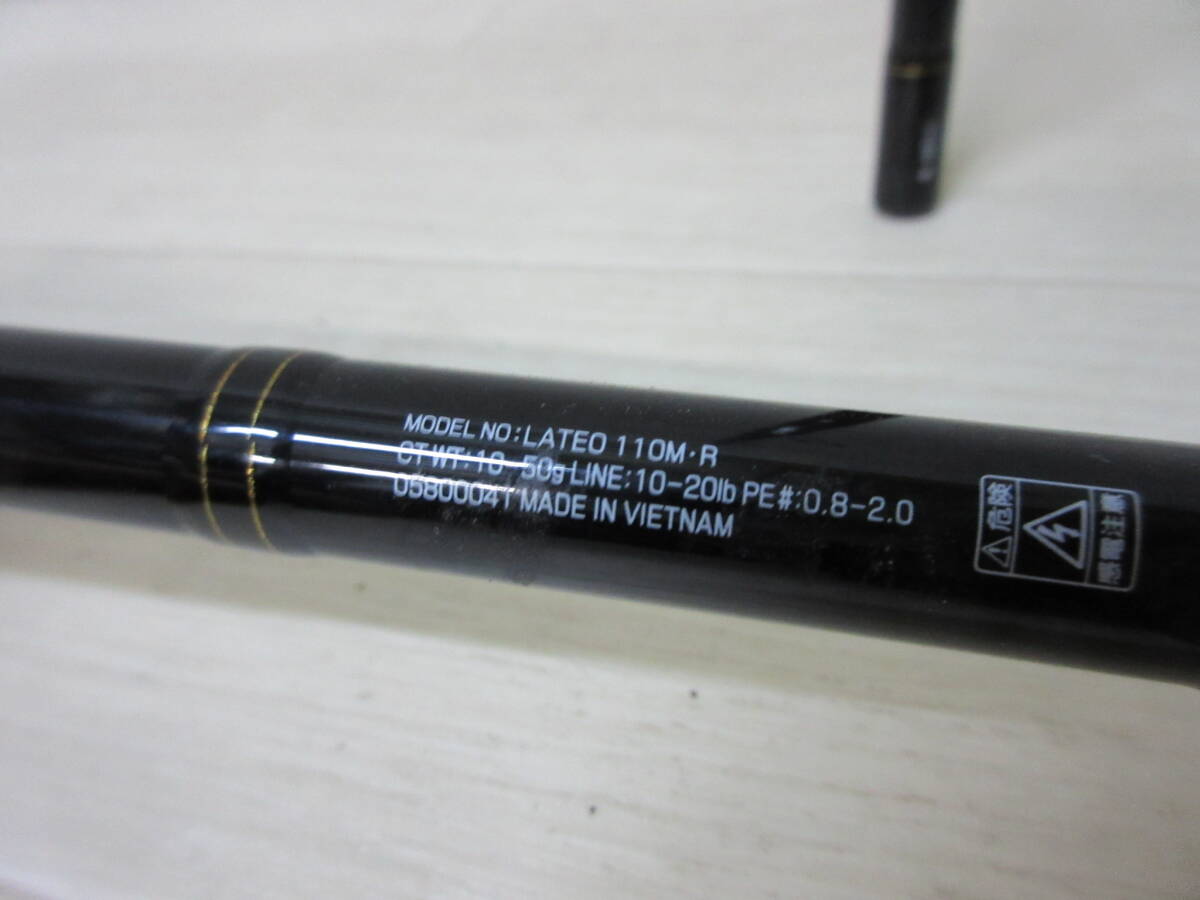 MODEL NO:LATEO 110M·R
CT WT:10-50g LINE:10-20lb PE#:0.8-2.0
05800041 MADE IN VIETNAM
危険
感電注意